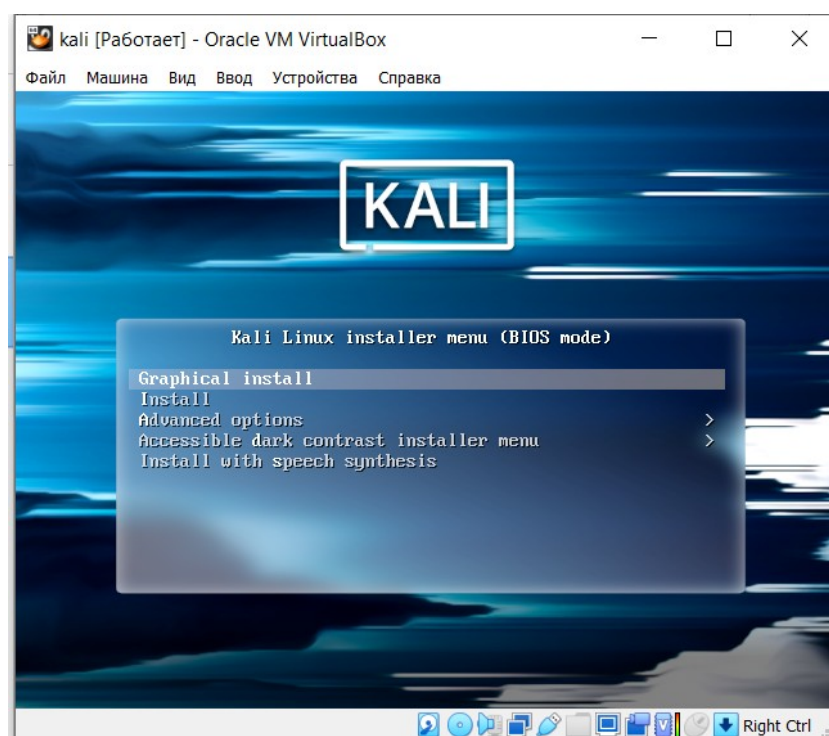 kali [Работает] - Oracle VM VirtualBox
Файл Машина Вид Ввод Устройства Справка
KALI
Kali Linux installer menu (BIOS mode)
Graphical install
Install
Advanced options >
Accessible dark contrast installer menu >
Install with speech synthesis
Right Ctrl